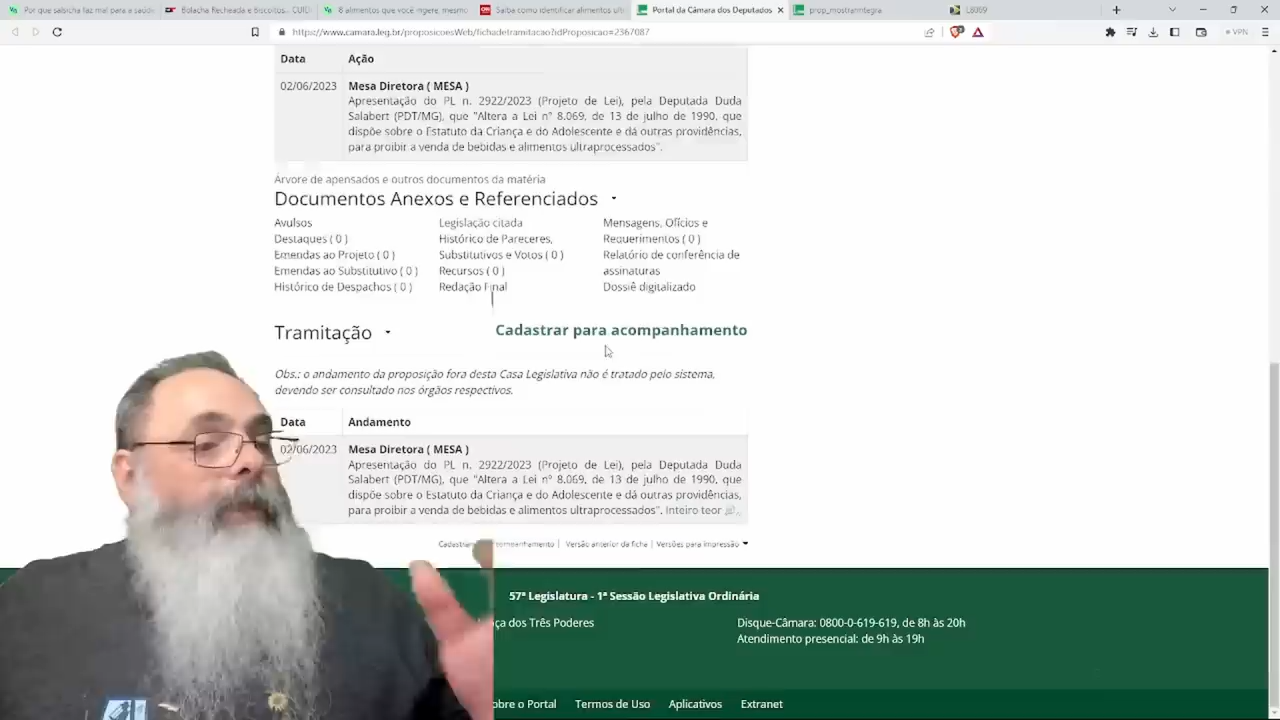 Por que salsicha faz mal para a saúde
Bolacha Recheada e Biscoitos... CUID
8 alimentos que você ingere, mesmo
Saiba como identificar alimentos ult
Portal da Câmara dos Deputados
prop_mostrarintegra
L8069
https://www.camara.leg.br/proposicoesWeb/fichadetramitacao?idProposicao=2367087
VPN
Data Ação
02/06/2023 Mesa Diretora ( MESA )
Apresentação do PL n. 2922/2023 (Projeto de Lei), pela Deputada Duda
Salabert (PDT/MG), que "Altera a Lei nº 8.069, de 13 de julho de 1990, que
dispõe sobre o Estatuto da Criança e do Adolescente e dá outras providências,
para proibir a venda de bebidas e alimentos ultraprocessados".
Árvore de apensados e outros documentos da matéria
Documentos Anexos e Referenciados
Avulsos
Destaques ( 0 )
Emendas ao Projeto ( 0 )
Emendas ao Substitutivo ( 0 )
Histórico de Despachos ( 0 )
Legislação citada
Histórico de Pareceres,
Substitutivos e Votos ( 0 )
Recursos ( 0 )
Redação Final
Mensagens, Ofícios e
Requerimentos ( 0 )
Relatório de conferência de
assinaturas
Dossiê digitalizado
Tramitação
Cadastrar para acompanhamento
Obs.: o andamento da proposição fora desta Casa Legislativa não é tratado pelo sistema,
devendo ser consultado nos órgãos respectivos.
Data Andamento
02/06/2023 Mesa Diretora ( MESA )
Apresentação do PL n. 2922/2023 (Projeto de Lei), pela Deputada Duda
Salabert (PDT/MG), que "Altera a Lei nº 8.069, de 13 de julho de 1990, que
dispõe sobre o Estatuto da Criança e do Adolescente e dá outras providências,
para proibir a venda de bebidas e alimentos ultraprocessados". Inteiro teor
Versão anterior da ficha | Versões para impressão
57ª Legislatura - 1ª Sessão Legislativa Ordinária
ça dos Três Poderes
Disque-Câmara: 0800-0-619-619, de 8h às 20h
Atendimento presencial: de 9h às 19h
obre o Portal
Termos de Uso
Aplicativos
Extranet